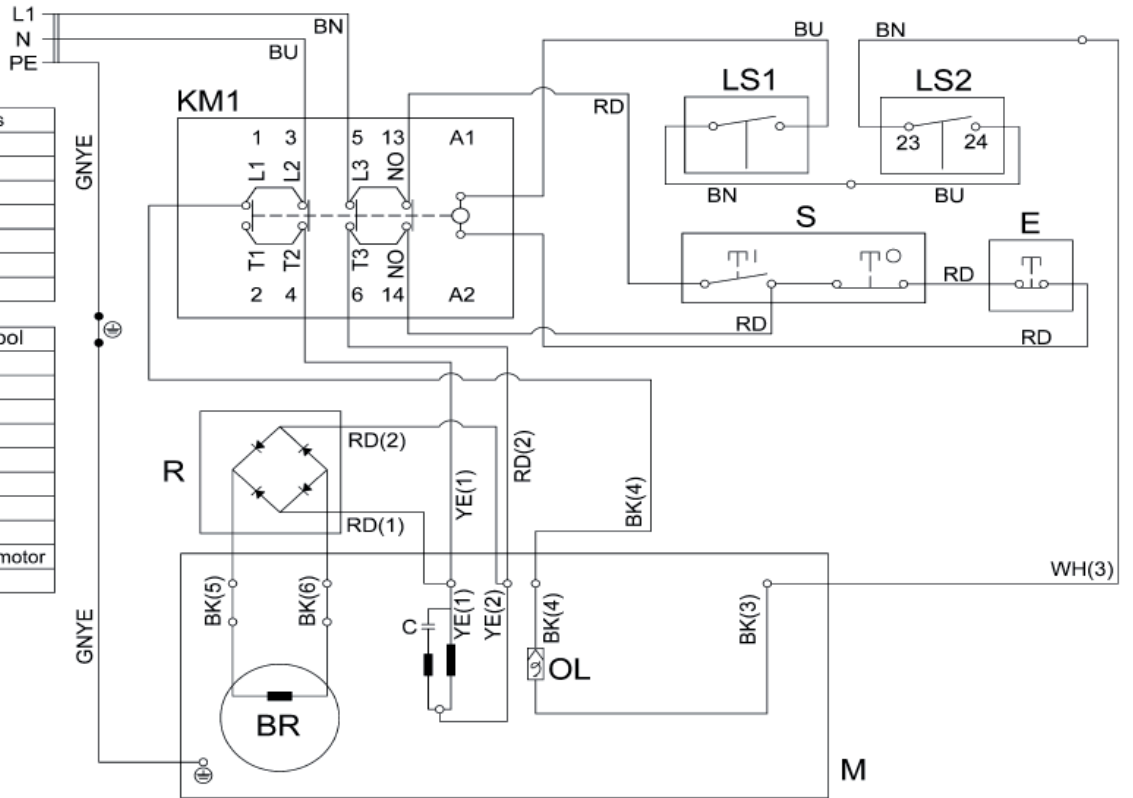 L1
BN
BU
BN
N
BU
PE
LS1
LS2
KM1
RD
s
1 3 5 13 A1
23 24
GNYE
L1 L2 L3 NO
BN
BU
S
E
I
O
RD
T1 T2 T3 NO
2 4 6 14 A2
RD
RD
ool
RD(2)
R
YE(1)
RD(2)
BK(4)
RD(1)
motor
WH(3)
BK(5)
BK(6)
C
YE(1)
YE(2)
BK(4)
BK(3)
GNYE
OL
BR
M